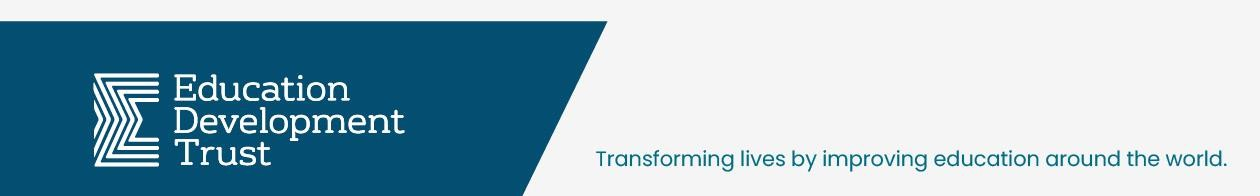 Education
Development
Trust
Transforming lives by improving education around the world.